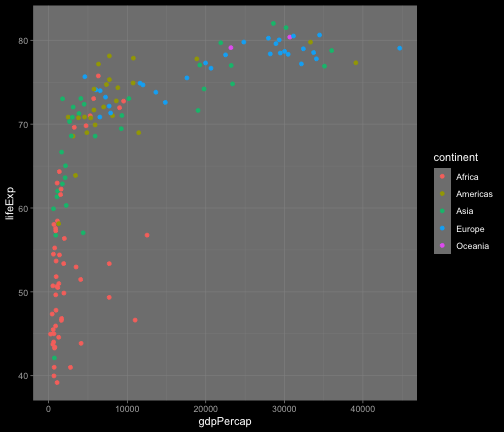 80
70
60
50
40
lifeExp
0
10000
20000
30000
40000
gdpPercap
continent
Africa
Americas
Asia
Europe
Oceania